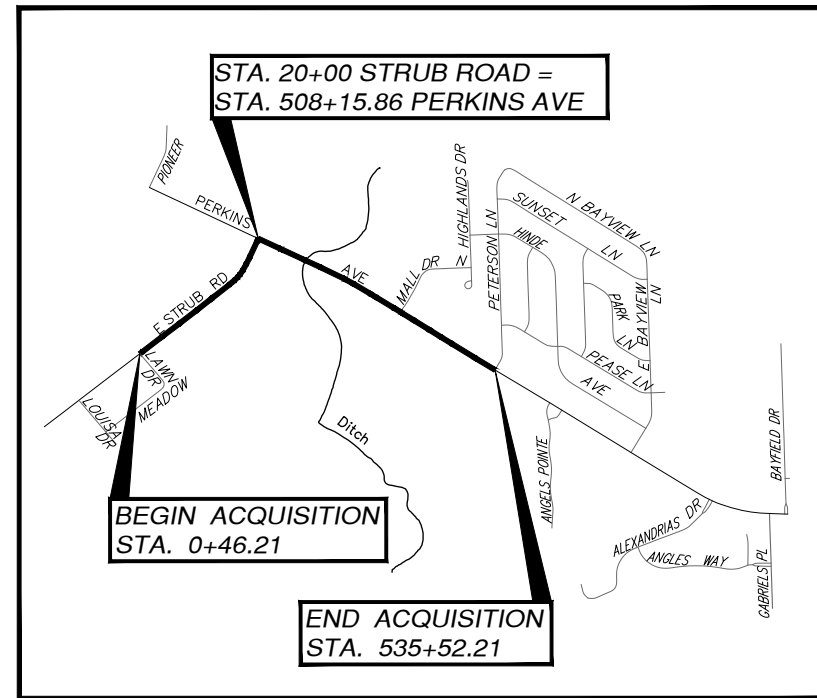 STA. 20+00 STRUB ROAD =
STA. 508+15.86 PERKINS AVE
PIONEER
PERKINS
AVE
E STRUB RD
LAWN
DR
MEADOW
LOUISA
DR
Ditch
MALL DR N
HIGHLANDS DR
PETERSON LN
N BAYVIEW LN
SUNSET LN
HINDE
AVE
PARK
LN
E BAYVIEW
LN
PEASE LN
ANGELS POINTE
BAYFIELD DR
ALEXANDRIAS DR
ANGLES WAY
GABRIELS PL
BEGIN ACQUISITION
STA. 0+46.21
END ACQUISITION
STA. 535+52.21